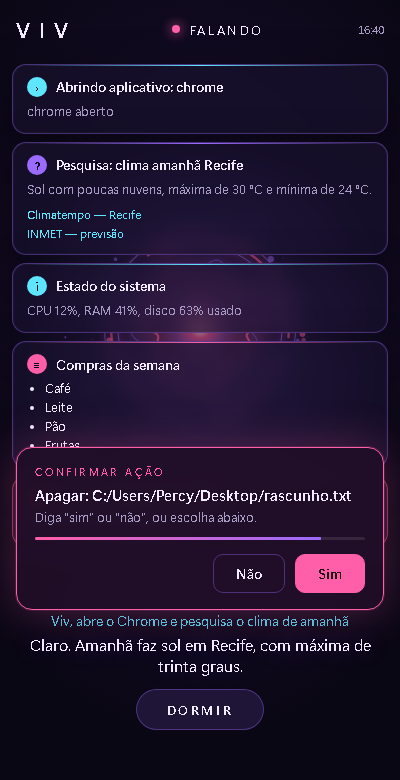 VIV
FALANDO
16:40
Abrindo aplicativo: chrome
chrome aberto
Pesquisa: clima amanhã Recife
Sol com poucas nuvens, máxima de 30 °C e mínima de 24 °C.
Climatempo — Recife
INMET — previsão
Estado do sistema
CPU 12%, RAM 41%, disco 63% usado
Compras da semana
• Café
• Leite
• Pão
• Frutas
CONFIRMAR AÇÃO
Apagar: C:/Users/Percy/Desktop/rascunho.txt
Diga "sim" ou "não", ou escolha abaixo.
Não
Sim
Viv, abre o Chrome e pesquisa o clima de amanhã
Claro. Amanhã faz sol em Recife, com máxima de
trinta graus.
DORMIR